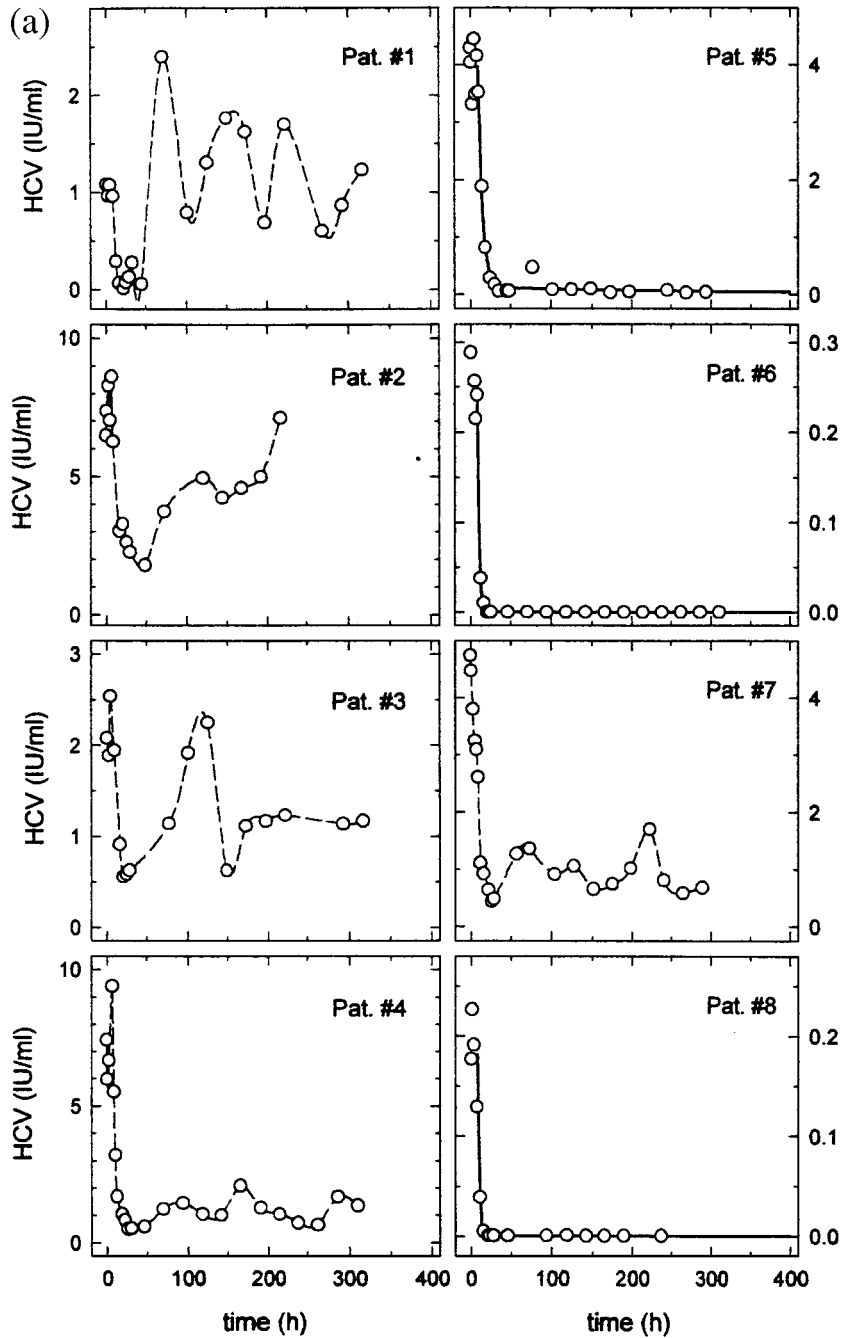 (a)
Pat. #1
HCV (IU/ml)
2
1
0
Pat. #5
4
2
0
Pat. #2
HCV (IU/ml)
10
5
0
Pat. #6
0.3
0.2
0.1
0.0
Pat. #3
HCV (IU/ml)
3
2
1
0
Pat. #7
4
2
0
Pat. #4
HCV (IU/ml)
10
5
0
Pat. #8
0.2
0.1
0.0
0 100 200 300 400
0 100 200 300 400
time (h)
time (h)